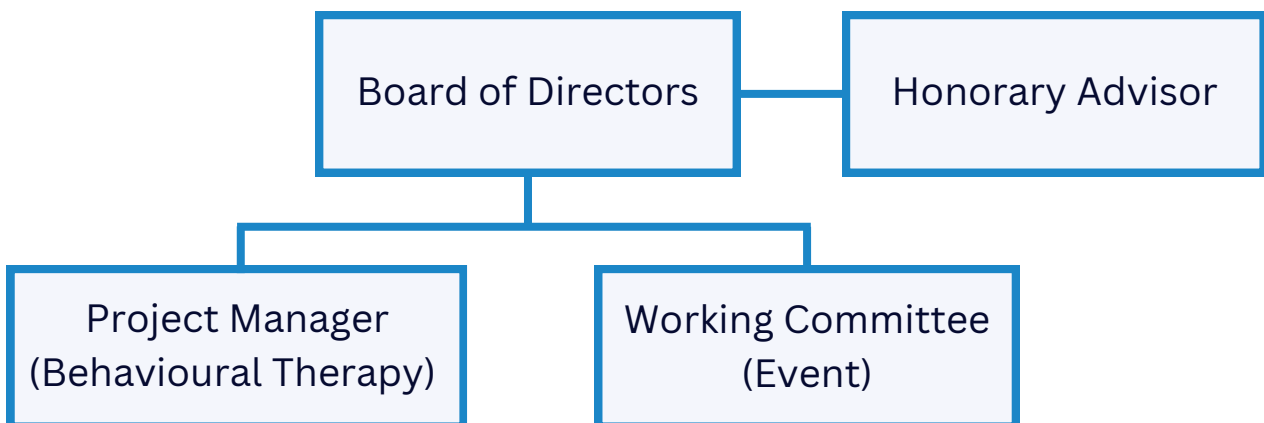 Board of Directors
Honorary Advisor
Project Manager
(Behavioural Therapy)
Working Committee
(Event)